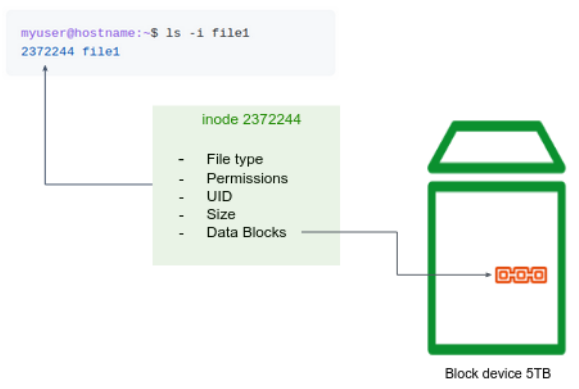 myuser@hostname:~$ ls -i file1
2372244 file1
inode 2372244
- File type
- Permissions
- UID
- Size
- Data Blocks
Block device 5TB